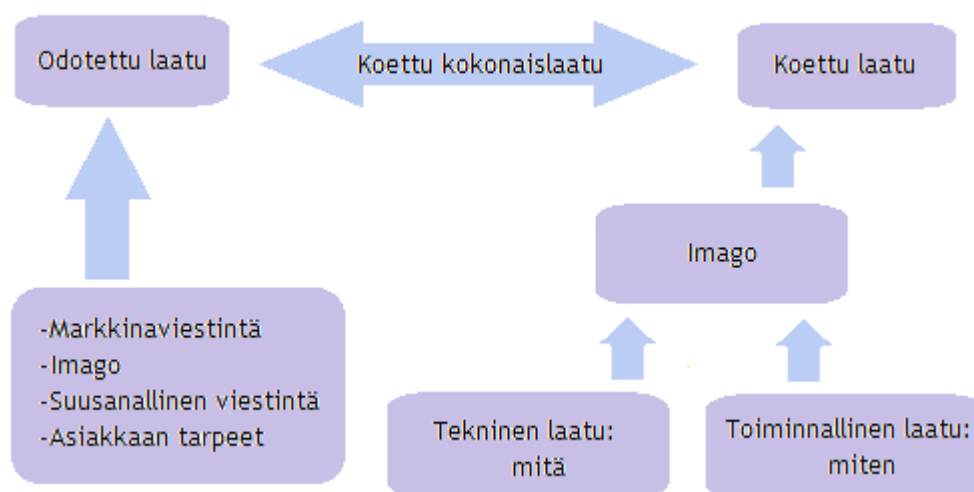 Odotettu laatu
Koettu kokonaislaatu
Koettu laatu
Imago
-Markkinaviestintä
-Imago
-Suusanallinen viestintä
-Asiakkaan tarpeet
Tekninen laatu:
mitä
Toiminnallinen laatu:
miten